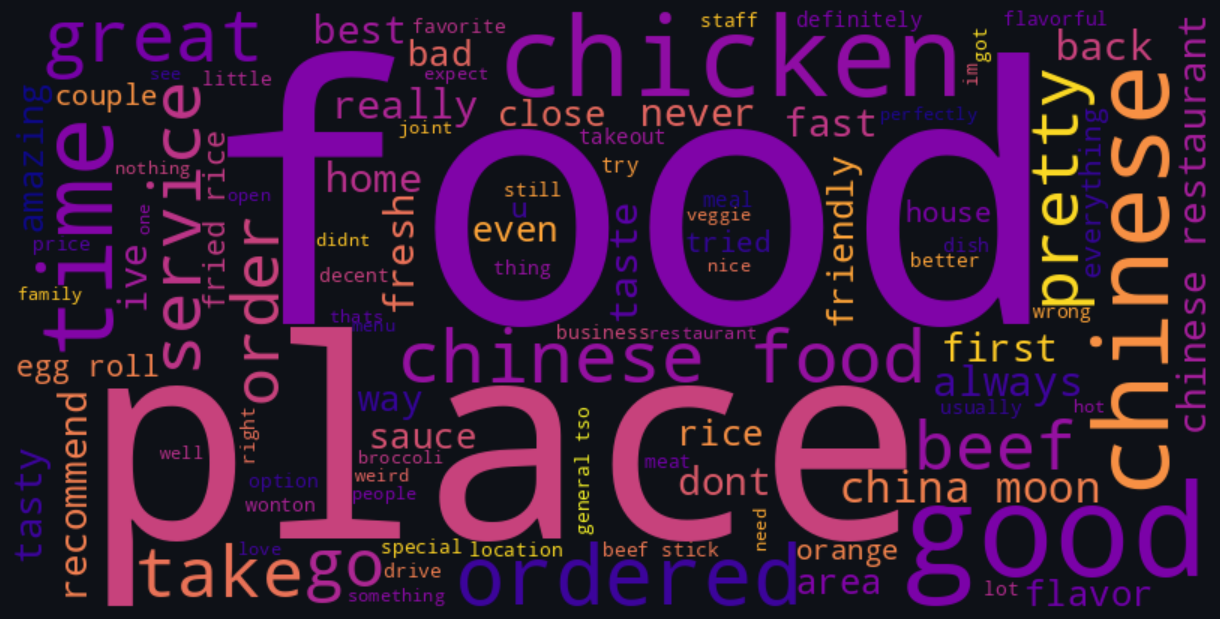 great
best
favorite
chicken
staff
definitely
flavorful
back
bad
see
little
expect
got
im
couple
really
close
never
fast
perfectly
joint
takeout
pretty
chinese
chinese restaurant
amazing
time
service
nothing
fried rice
food
try
everything
home
still
u
even
thing
meal
veggie
tried
nice
friendly
house
dish
better
open
one
price
ive
order
didnt
decent
fresh
taste
family
thats
menu
wrong
business
restaurant
egg roll
chinese food
first
always
usually
hot
way
place
recommend
right
well
sauce
broccoli
weird
people
general tso
rice
meat
dont
beef
china moon
tasty
option
wonton
good
need
take
love
go
special
location
drive
something
ordered
beef stick
orange
area
lot
flavor